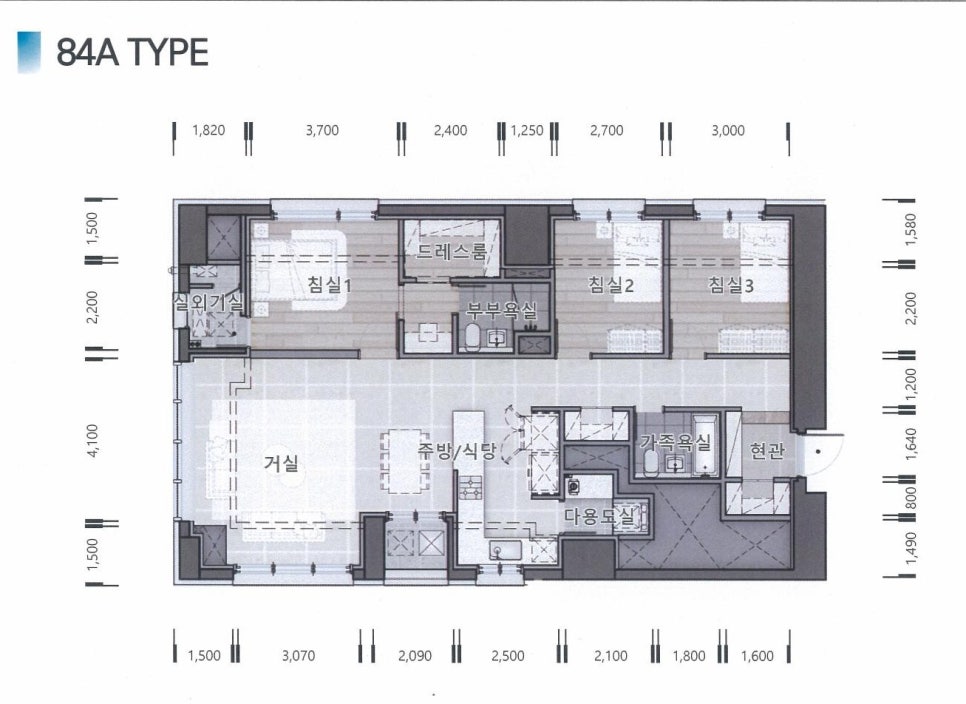 84A TYPE
1,820 3,700 2,400 1,250 2,700 3,000
1,500 1,580
드레스룸
2,200 실외기실 침실1 부부욕실 침실2 침실3 2,200
1,200
4,100 거실 주방/식당 가족욕실 현관 1,640
800
1,500 다용도실 1,490
1,500 3,070 2,090 2,500 2,100 1,800 1,600